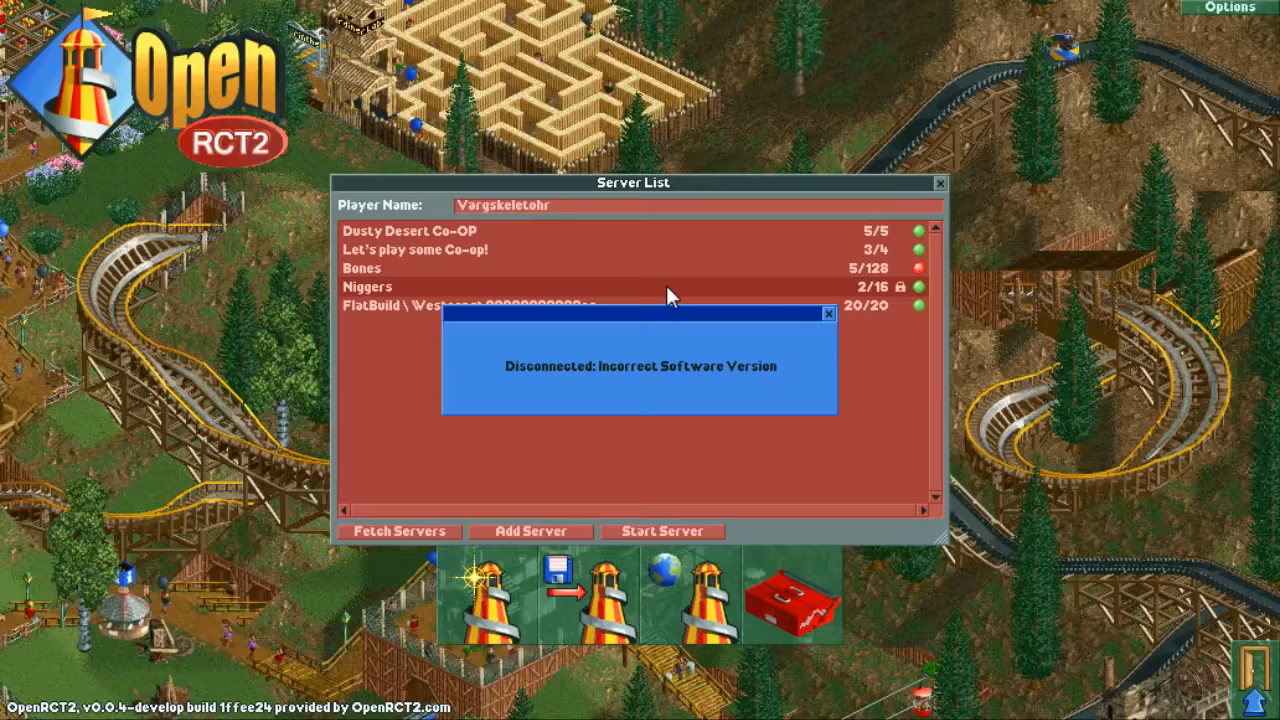 Options
Open
RCT2
Server List
Player Name: Vargskeletohr
Dusty Desert Co-OP 5/5
Let's play some Co-op! 3/4
Bones 5/128
Niggers 2/16
FlatBuild \ 20/20
Disconnected: Incorrect Software Version
Fetch Servers Add Server Start Server
OpenRCT2, v0.0.4-develop build 1ffee24 provided by OpenRCT2.com